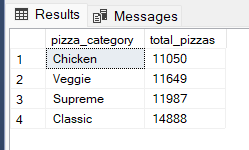 Results Messages
pizza_category total_pizzas
1 Chicken 11050
2 Veggie 11649
3 Supreme 11987
4 Classic 14888